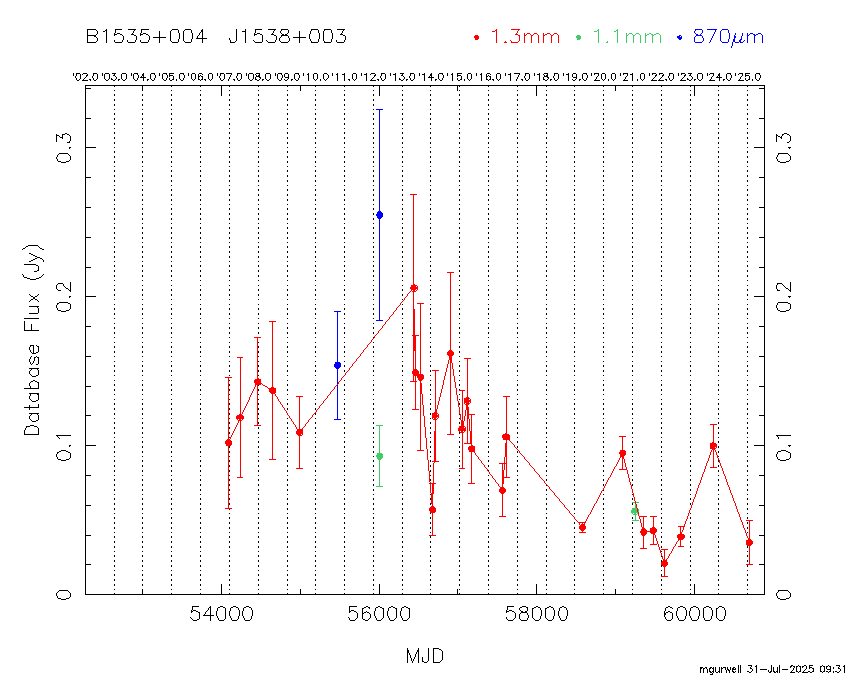 B1535+004 J1538+003 1.3mm 1.1mm 870μm
'02.0 '03.0 '04.0 '05.0 '06.0 '07.0 '08.0 '09.0 '10.0 '11.0 '12.0 '13.0 '14.0 '15.0 '16.0 '17.0 '18.0 '19.0 '20.0 '21.0 '22.0 '23.0 '24.0 '25.0
0.3 0.3
0.2 0.2
Database Flux (Jy)
0.1 0.1
0 0
54000 56000 58000 60000
MJD
mgurwell 31-Jul-2025 09:31